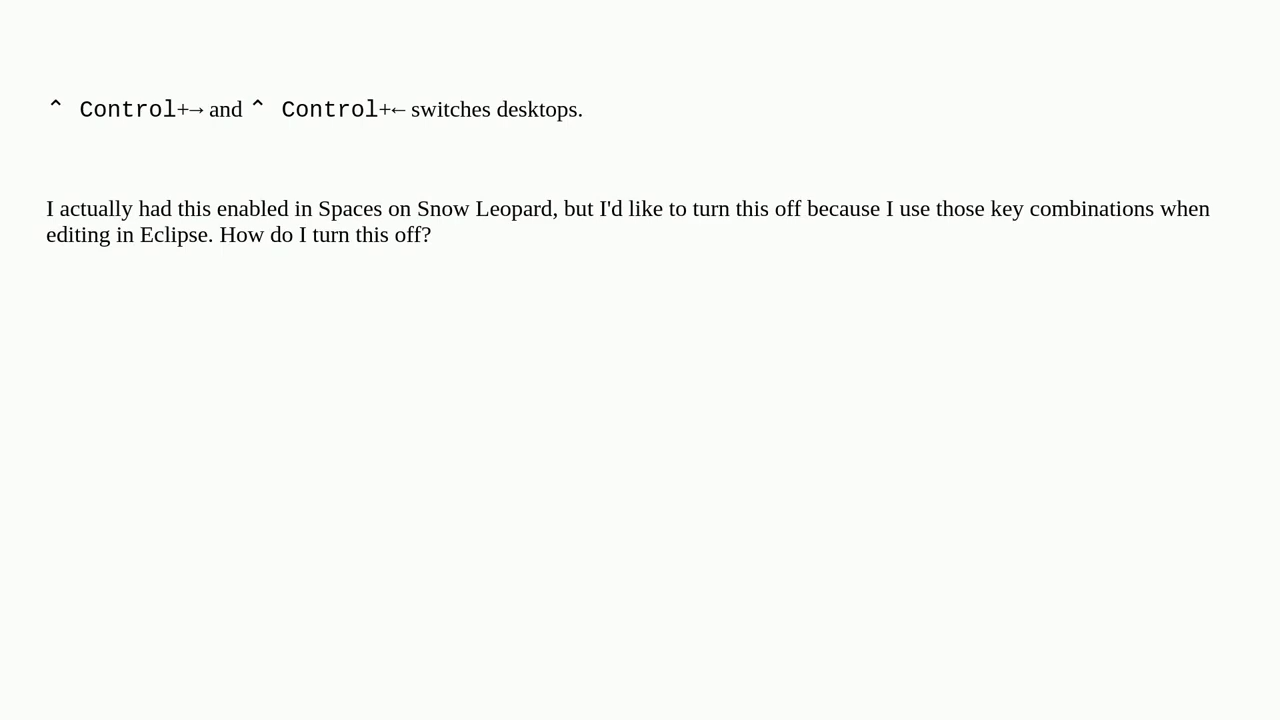 ⌃ Control+→ and ⌃ Control+← switches desktops.
I actually had this enabled in Spaces on Snow Leopard, but I'd like to turn this off because I use those key combinations when
editing in Eclipse. How do I turn this off?